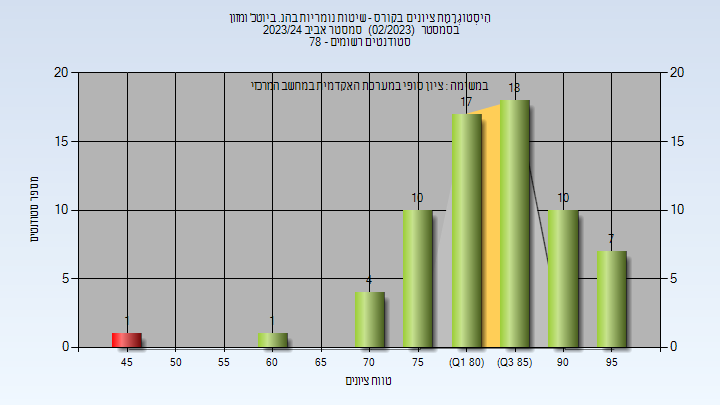 היסטוגרמת ציונים בקורס - שיטות נומריות בהנ. ביוטכ' ומזון
בסמסטר (02/2023) סמסטר אביב 2023/24
סטודנטים רשומים - 78
במשימה : ציון סופי במערכת האקדמית במחשב המרכזי
מספר סטודנטים
20
15
10
5
0
20
15
10
5
0
1
1
4
10
17
18
10
7
45 50 55 60 65 70 75 (Q1 80) (Q3 85) 90 95
טווח ציונים